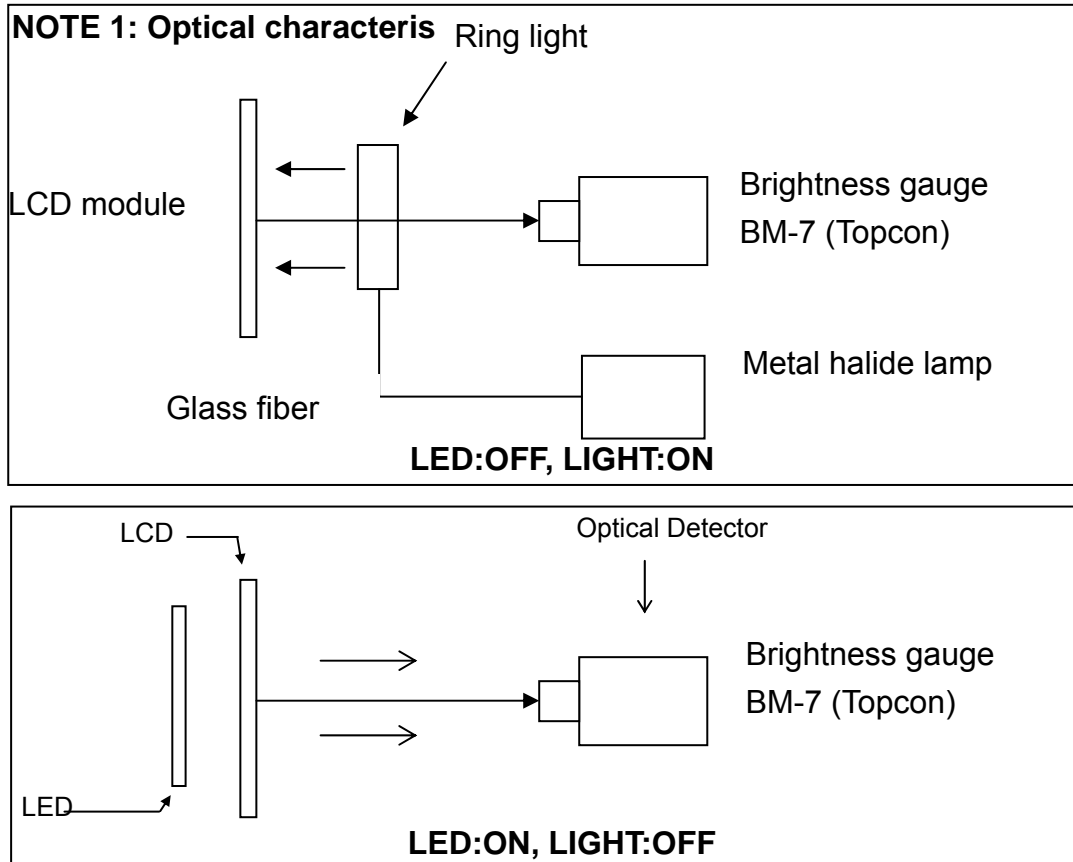 NOTE 1: Optical characteris
Ring light
LCD module
Brightness gauge
BM-7 (Topcon)
Metal halide lamp
Glass fiber
LED:OFF, LIGHT:ON
LCD
Optical Detector
Brightness gauge
BM-7 (Topcon)
LED
LED:ON, LIGHT:OFF